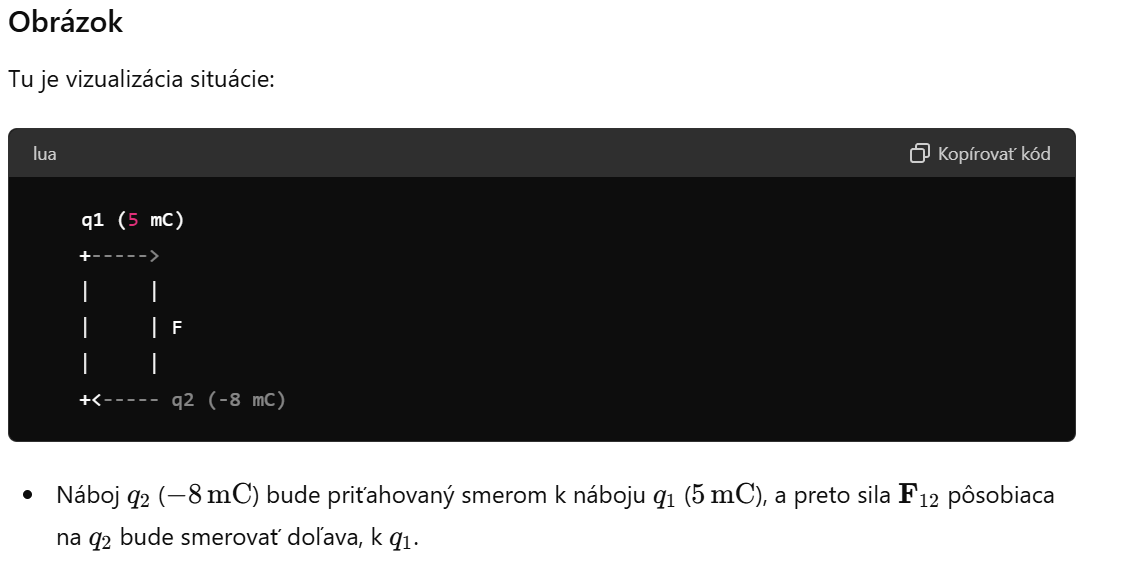 Obrázok
Tu je vizualizácia situácie:
lua
Kopírovať kód
q1 (5 mC)
+----->
|     |
|     | F
|     |
+<----- q2 (-8 mC)
• Náboj q₂ (−8 mC) bude priťahovaný smerom k náboju q₁ (5 mC), a preto sila F₁₂ pôsobiaca
na q₂ bude smerovať doľava, k q₁.